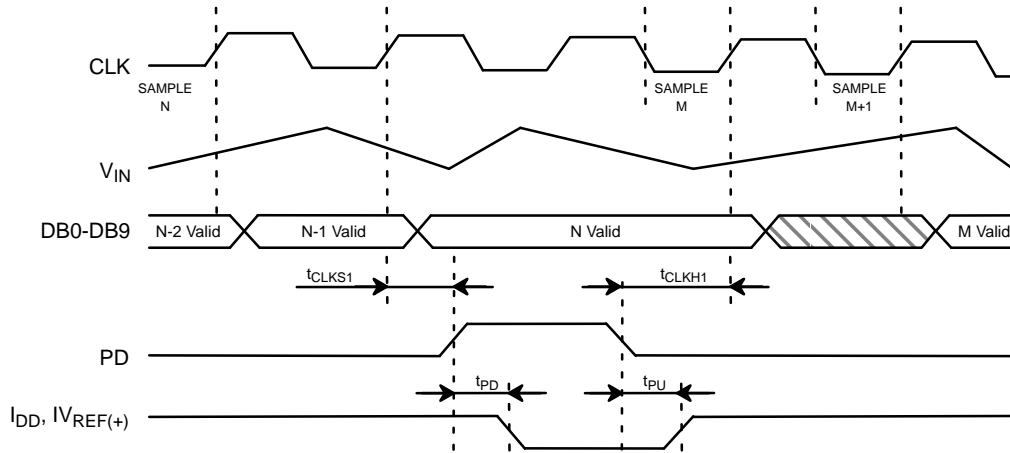 CLK
SAMPLE
N
SAMPLE
M
SAMPLE
M+1
VIN
DB0-DB9
N-2 Valid
N-1 Valid
N Valid
M Valid
tCLKS1
tCLKH1
PD
tPD
tPU
IDD, IVREF(+)